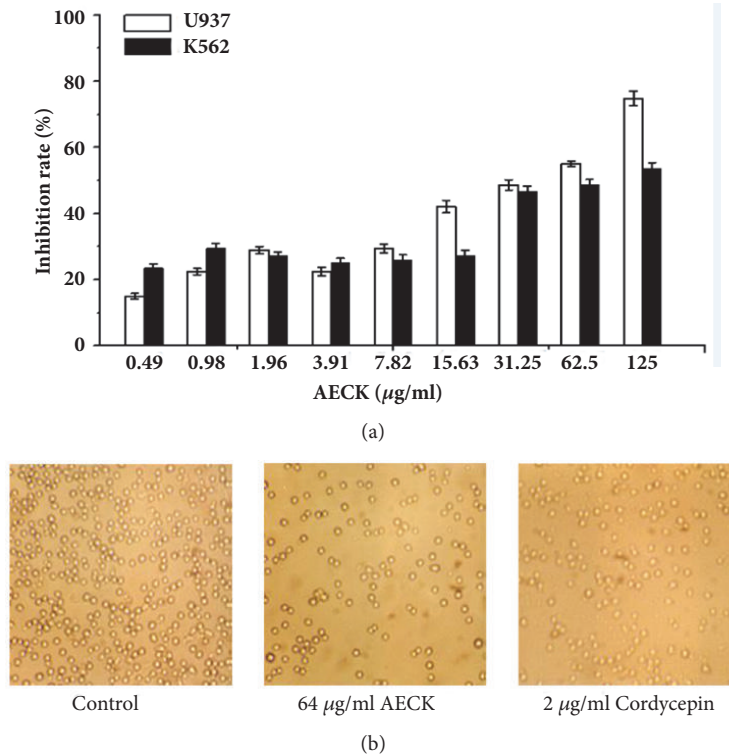 100
80
60
40
20
0
Inhibition rate (%)
U937
K562
0.49 0.98 1.96 3.91 7.82 15.63 31.25 62.5 125
AECK (µg/ml)
(a)
Control 64 µg/ml AECK 2 µg/ml Cordycepin
(b)